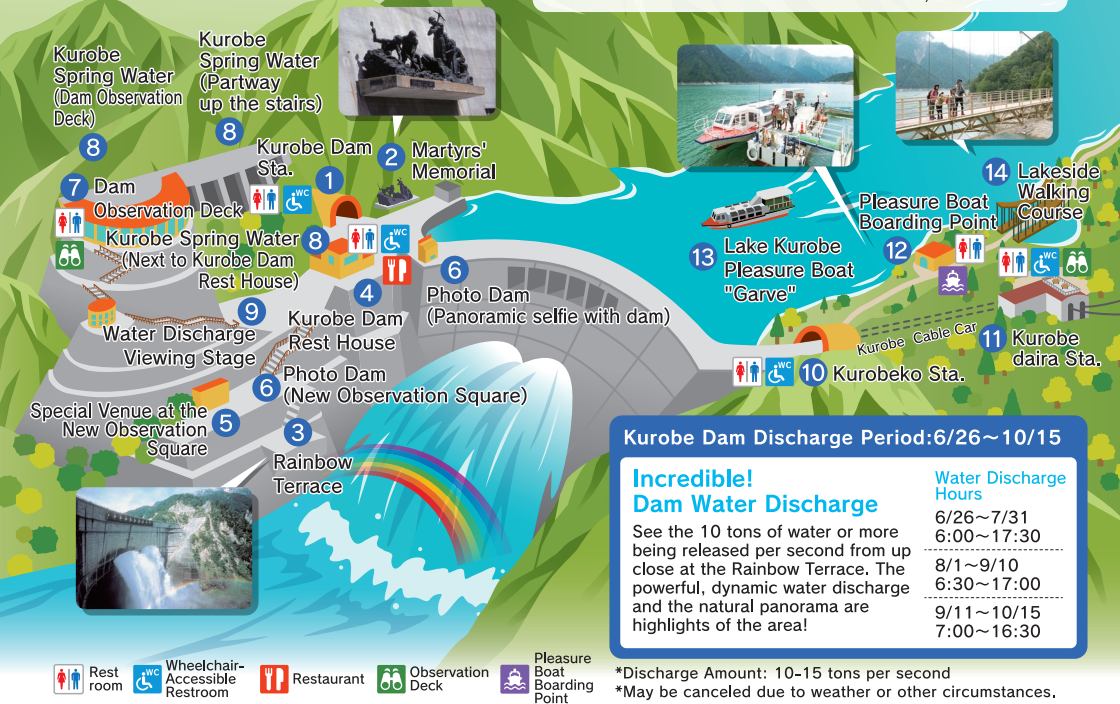 Kurobe
Spring Water
(Dam Observation
Deck)
8
Kurobe
Spring Water
(Partway
up the stairs)
8
Kurobe Dam
Sta.
1
WC
2
Martyrs'
Memorial
7
Dam
Observation Deck
Kurobe Spring Water
(Next to Kurobe Dam
Rest House)
8
WC
4
Kurobe Dam
Rest House
6
Photo Dam
(Panoramic selfie with dam)
9
Water Discharge
Viewing Stage
6
Photo Dam
(New Observation Square)
Special Venue at the
New Observation
Square
5
3
Rainbow
Terrace
13
Lake Kurobe
Pleasure Boat
"Garve"
Pleasure Boat
Boarding Point
12
14
Lakeside
Walking
Course
WC
Kurobe Cable Car
11
Kurobe
daira Sta.
WC
10
Kurobeko Sta.
Kurobe Dam Discharge Period:6/26~10/15
Incredible!
Dam Water Discharge
See the 10 tons of water or more
being released per second from up
close at the Rainbow Terrace. The
powerful, dynamic water discharge
and the natural panorama are
highlights of the area!
Water Discharge
Hours
6/26~7/31
6:00~17:30
8/1~9/10
6:30~17:00
9/11~10/15
7:00~16:30
Rest
room
WC
Wheelchair-
Accessible
Restroom
Restaurant
Observation
Deck
Pleasure
Boat
Boarding
Point
*Discharge Amount: 10-15 tons per second
*May be canceled due to weather or other circumstances.